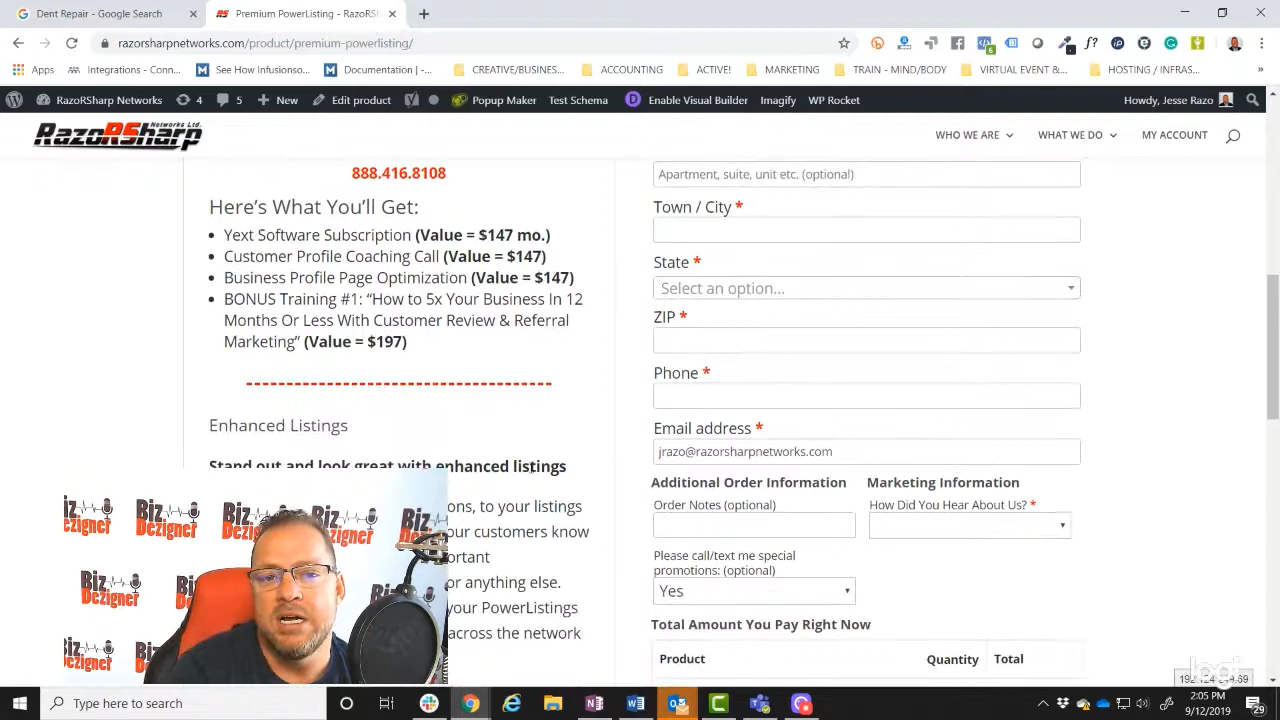 Dent Repair - Google Search
Premium PowerListing - RazoRSh
razorsharpnetworks.com/product/premium-powerlisting/
Apps
Integrations - Conn...
See How Infusionso...
Documentation | -...
CREATIVE/BUSINES...
ACCOUNTING
ACTIVE!
MARKETING
TRAIN - MIND/BODY
VIRTUAL EVENT &...
HOSTING / INFRAS...
RazoRSharp Networks
4
5
New
Edit product
Popup Maker
Test Schema
Enable Visual Builder
Imagify
WP Rocket
Howdy, Jesse Razo
RazoRSharp
Networks Ltd.
WHO WE ARE
WHAT WE DO
MY ACCOUNT
888.416.8108
Here's What You'll Get:
Yext Software Subscription (Value = $147 mo.)
Customer Profile Coaching Call (Value = $147)
Business Profile Page Optimization (Value = $147)
BONUS Training #1: “How to 5x Your Business In 12
Months Or Less With Customer Review & Referral
Marketing” (Value = $197)
Enhanced Listings
Stand out and look great with enhanced listings
ons, to your listings
our customers know
portant
or anything else.
your PowerListings
across the network
Apartment, suite, unit etc. (optional)
Town / City *
State *
Select an option...
ZIP *
Phone *
Email address *
jrazo@razorsharpnetworks.com
Additional Order Information
Order Notes (optional)
Please call/text me special
promotions: (optional)
Yes
Marketing Information
How Did You Hear About Us? *
Total Amount You Pay Right Now
Product
Quantity
Total
Biz
Dezigner
Biz
Dezigner
Biz
Dezigner
Type here to search
2:05 PM
9/12/2019
29